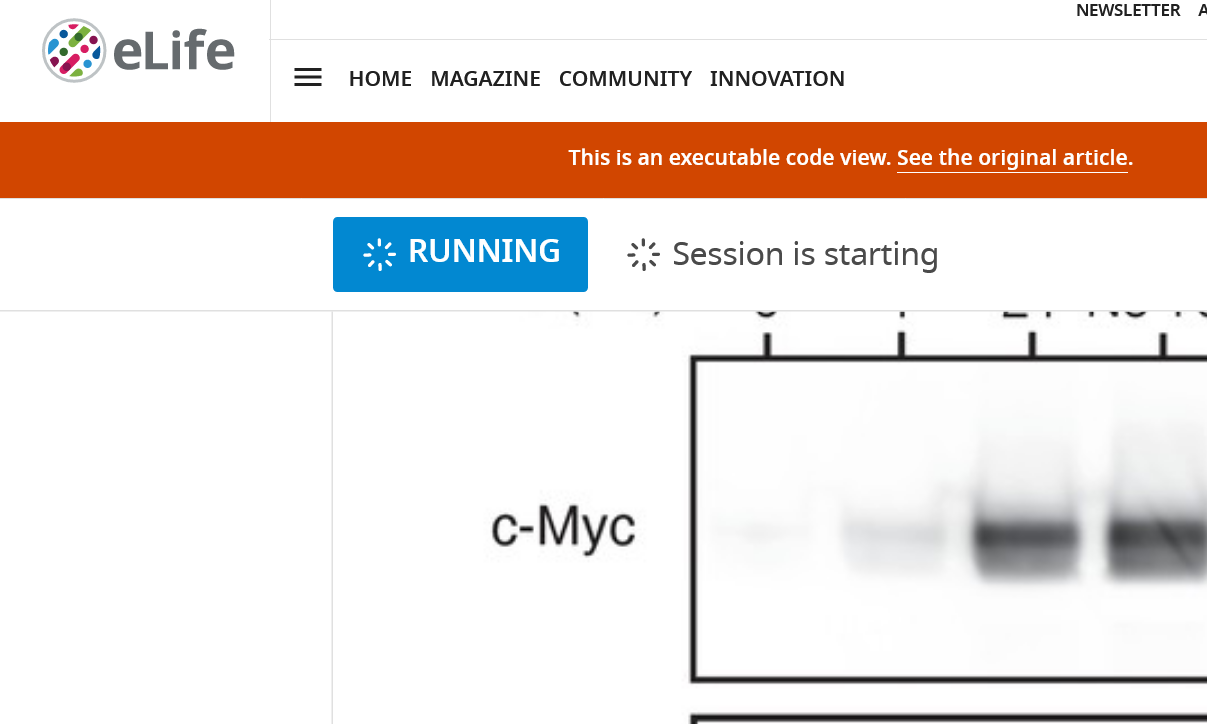 NEWSLETTER
eLife
HOME MAGAZINE COMMUNITY INNOVATION
This is an executable code view. See the original article.
RUNNING Session is starting
c-Myc